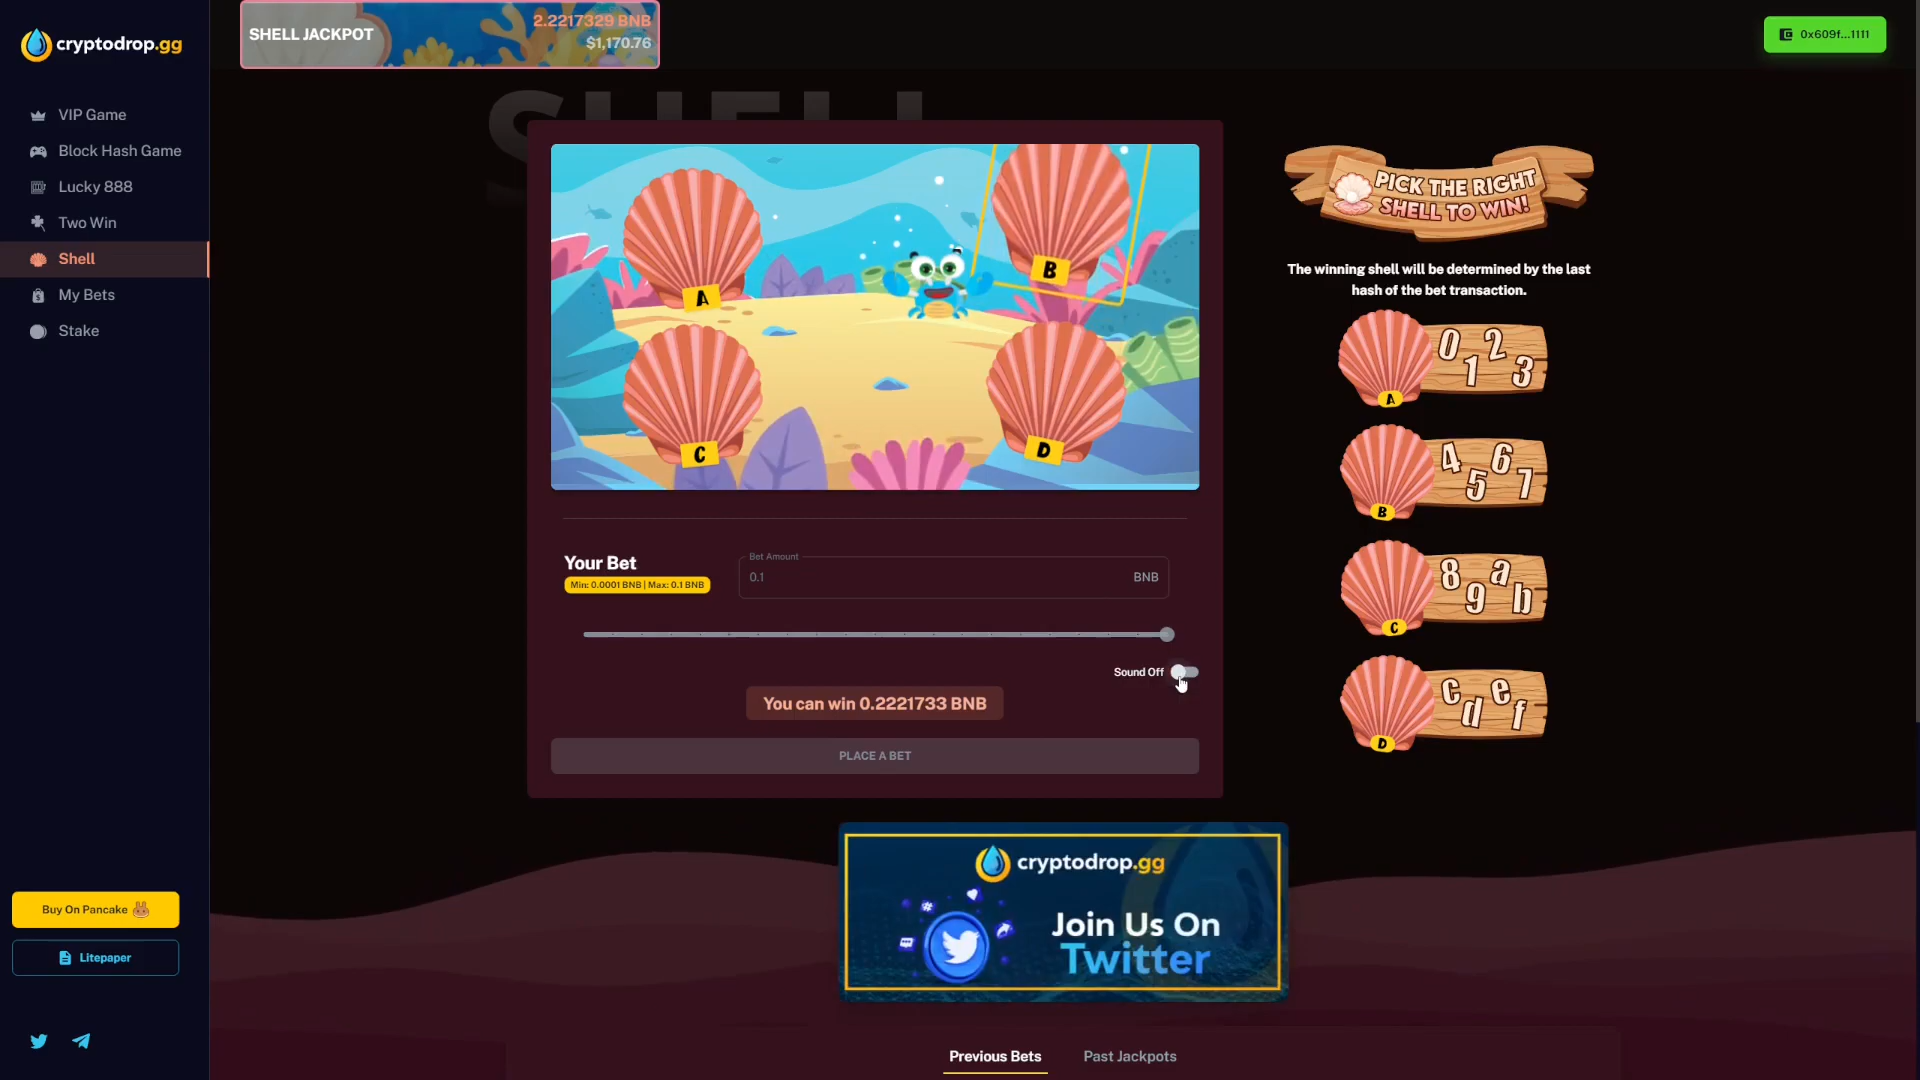 cryptodrop.gg
SHELL JACKPOT
2.2217329 BNB
$1,170.76
0x609f...1111
VIP Game
Block Hash Game
Lucky 888
Two Win
Shell
My Bets
Stake
Buy On Pancake
Litepaper
SHELL
A
B
C
D
Your Bet
Min: 0.0001 BNB | Max: 0.1 BNB
Bet Amount
0.1
BNB
Sound Off
You can win 0.2221733 BNB
PLACE A BET
PICK THE RIGHT
SHELL TO WIN!
The winning shell will be determined by the last
hash of the bet transaction.
A
0 1 2 3
B
4 5 6 7
C
8 9 a b
D
c d e f
cryptodrop.gg
Join Us On
Twitter
Previous Bets
Past Jackpots